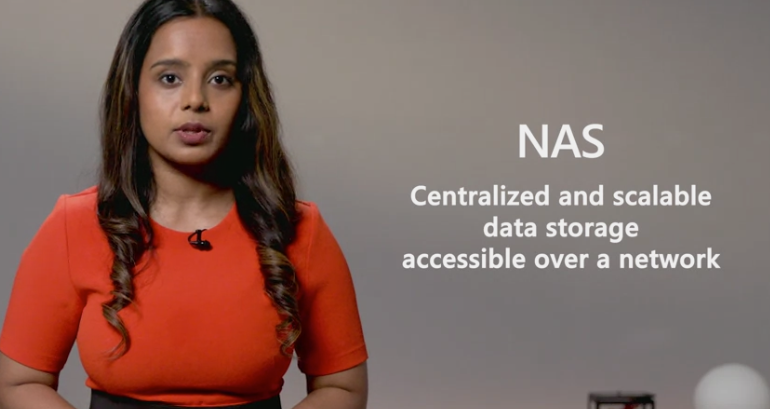 NAS
Centralized and scalable
data storage
accessible over a network